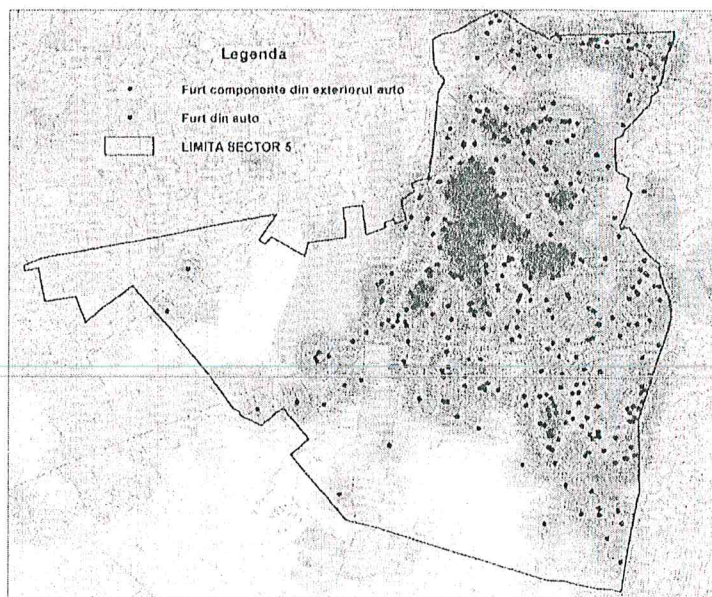 Legenda
Furt componente din exteriorul auto
Furt din auto
LIMITA SECTOR 5